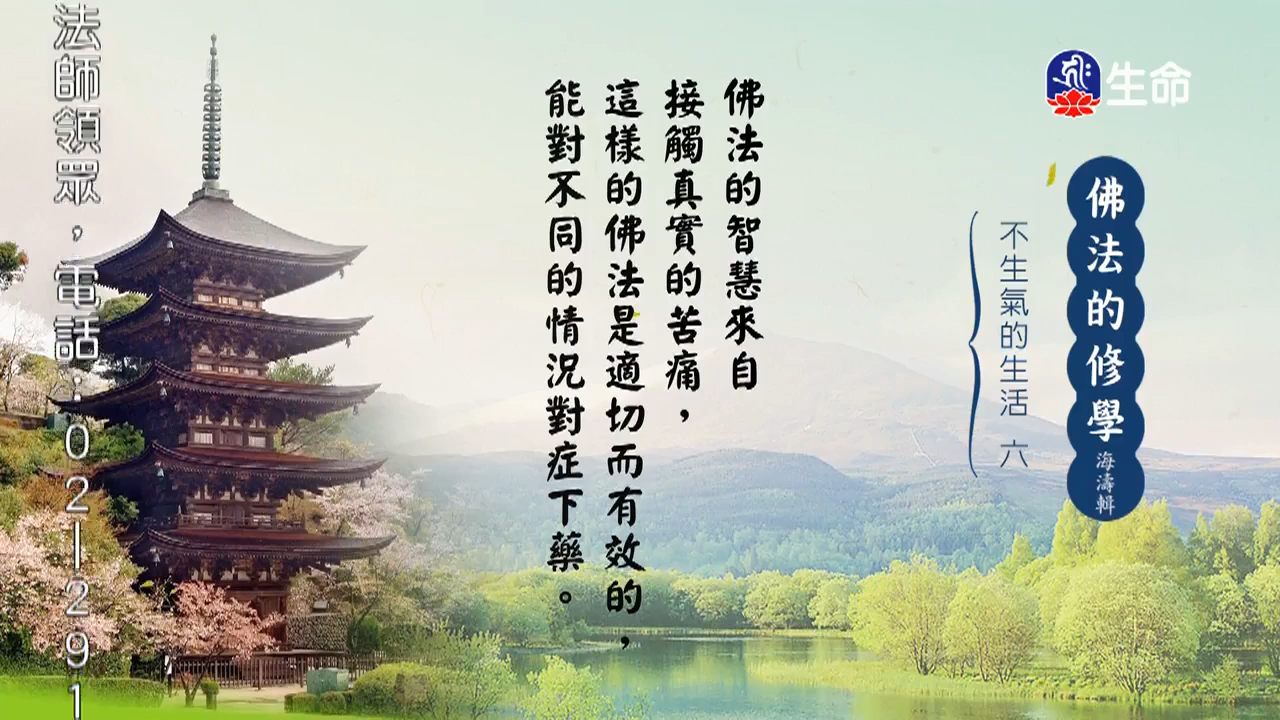 生命
佛法的修學
海濤輯
不生氣的生活 六
佛法的智慧來自
接觸真實的苦痛，
這樣的佛法是適切而有效的，
能對不同的情況對症下藥。
法師領眾，電話：02-291